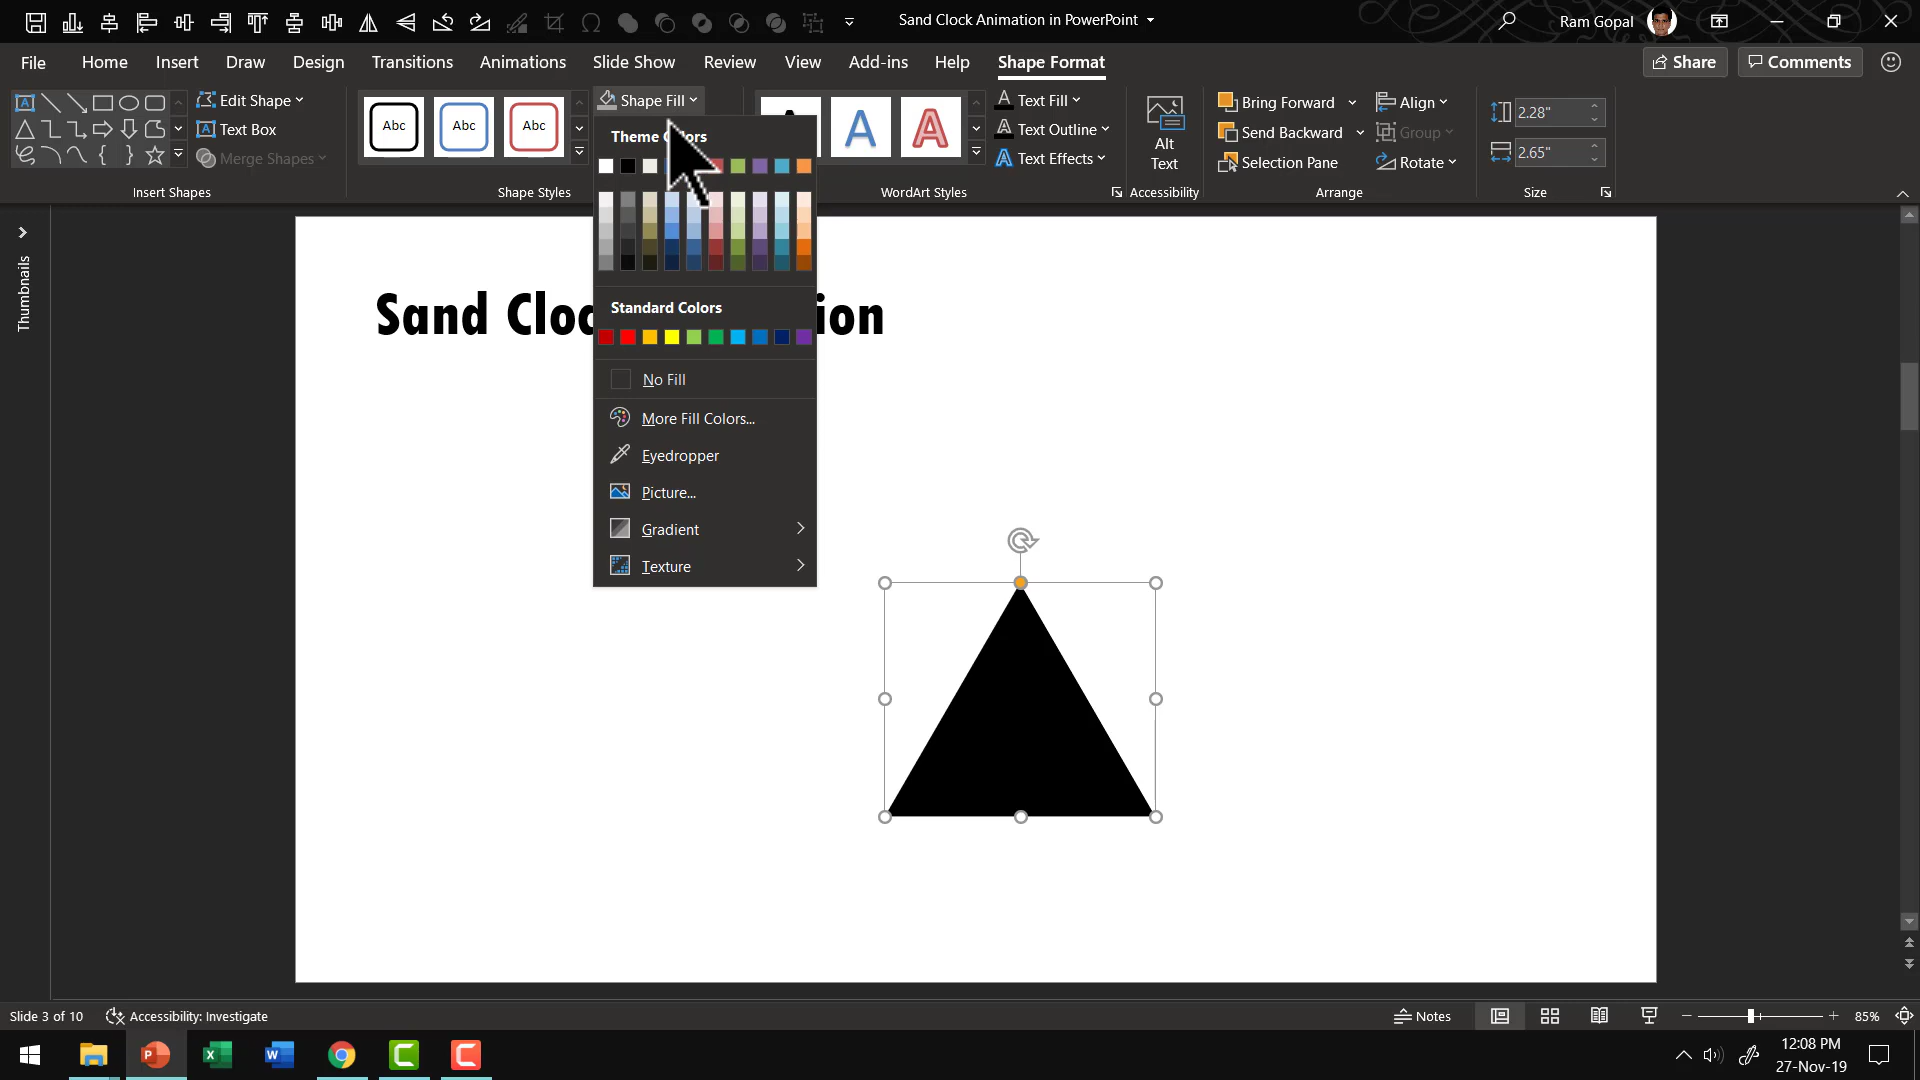 Sand Clock Animation in PowerPoint
Ram Gopal
File Home Insert Draw Design Transitions Animations Slide Show Review View Add-ins Help Shape Format
Share Comments
Edit Shape
Text Box
Merge Shapes
Insert Shapes
Abc Abc Abc
Shape Styles
Shape Fill
Theme Colors
Standard Colors
No Fill
More Fill Colors...
Eyedropper
Picture...
Gradient
Texture
A A
WordArt Styles
Text Fill
Text Outline
Text Effects
Alt
Text
Accessibility
Bring Forward
Send Backward
Selection Pane
Align
Group
Rotate
Arrange
2.28"
2.65"
Size
Thumbnails
Sand Cloc ion
Slide 3 of 10 Accessibility: Investigate
Notes
85%
12:08 PM
27-Nov-19